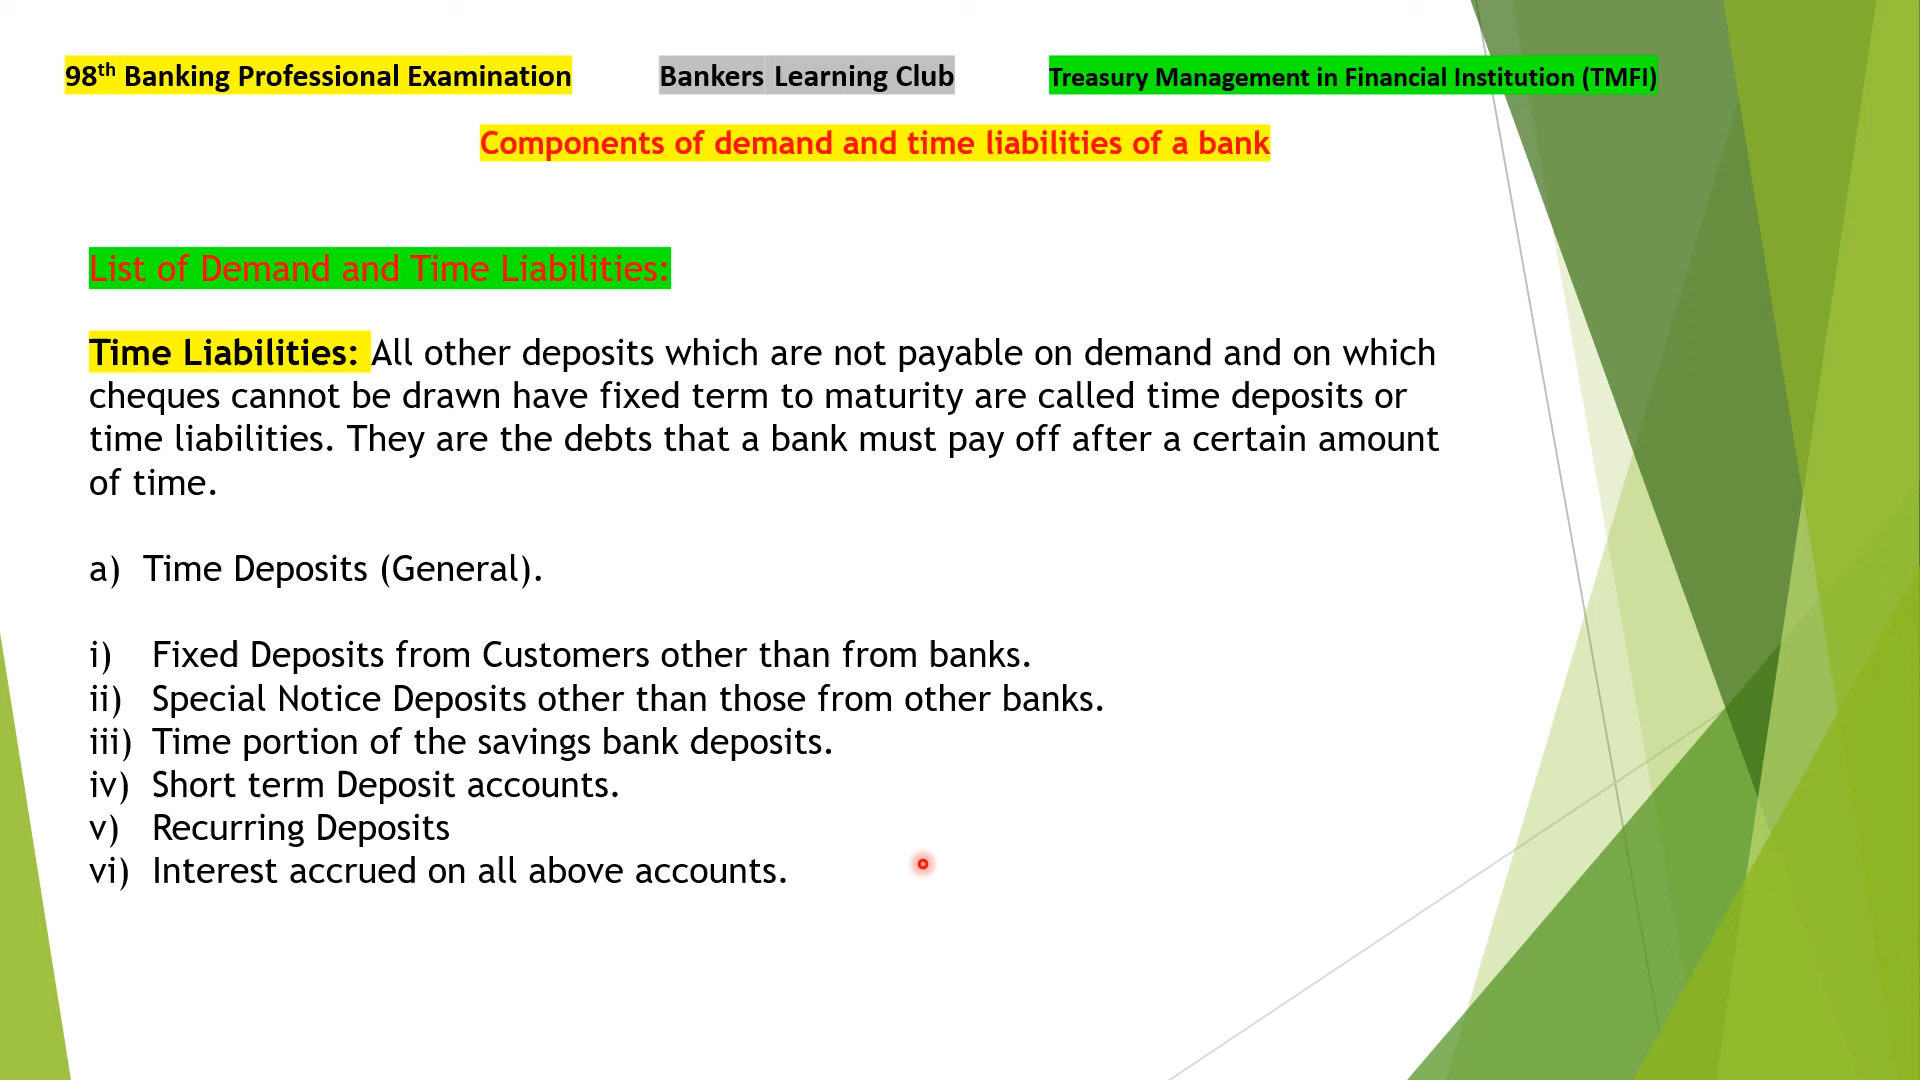 98th Banking Professional Examination
Bankers Learning Club
Treasury Management in Financial Institution (TMFI)
Components of demand and time liabilities of a bank
List of Demand and Time Liabilities:
Time Liabilities: All other deposits which are not payable on demand and on which
cheques cannot be drawn have fixed term to maturity are called time deposits or
time liabilities. They are the debts that a bank must pay off after a certain amount
of time.
a) Time Deposits (General).
i) Fixed Deposits from Customers other than from banks.
ii) Special Notice Deposits other than those from other banks.
iii) Time portion of the savings bank deposits.
iv) Short term Deposit accounts.
v) Recurring Deposits
vi) Interest accrued on all above accounts.